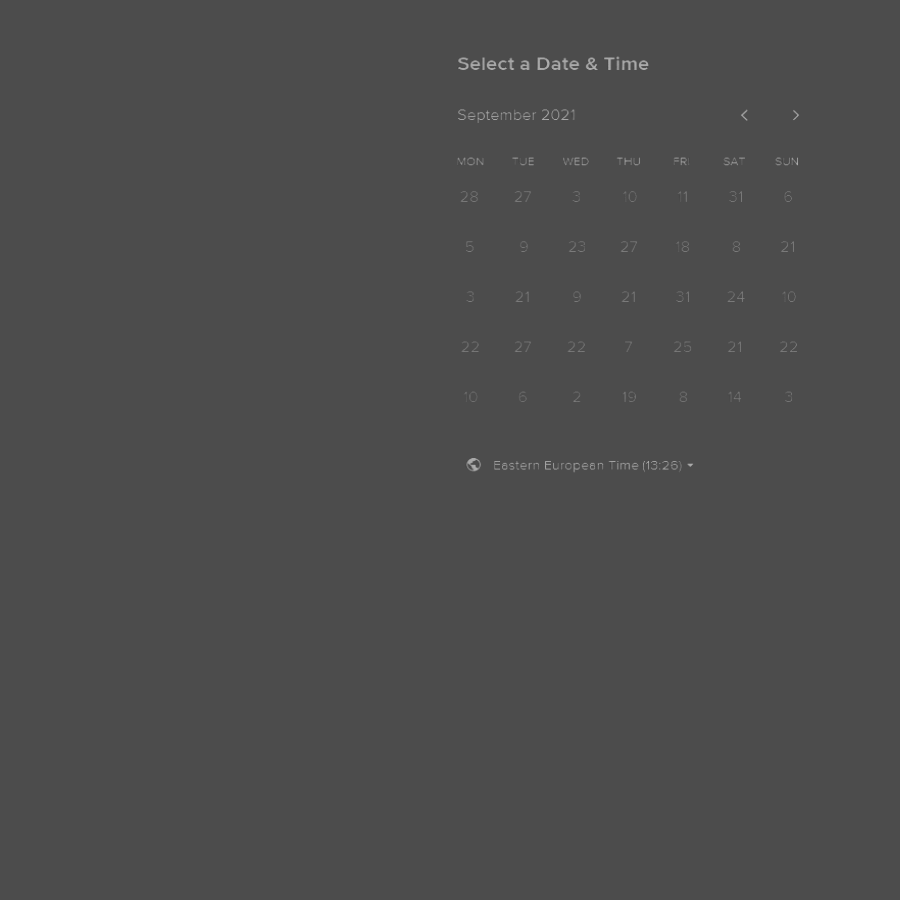 Select a Date & Time
September 2021
MON TUE WED THU FRI SAT SUN
28 27 3 10 11 31 6
5 9 23 27 18 8 21
3 21 9 21 31 24 10
22 27 22 7 25 21 22
10 6 2 19 8 14 3
Eastern European Time (13:26)